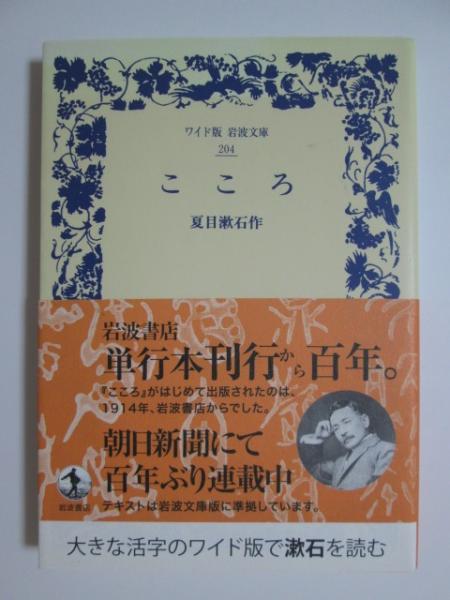 ワイド版 岩波文庫
204
こころ
夏目漱石作
岩波書店
単行本刊行から百年。
『こころ』がはじめて出版されたのは、
1914年、岩波書店からでした。
朝日新聞にて
百年ぶり連載中
テキストは岩波文庫版に準拠しています。
岩波書店
大きな活字のワイド版で漱石を読む